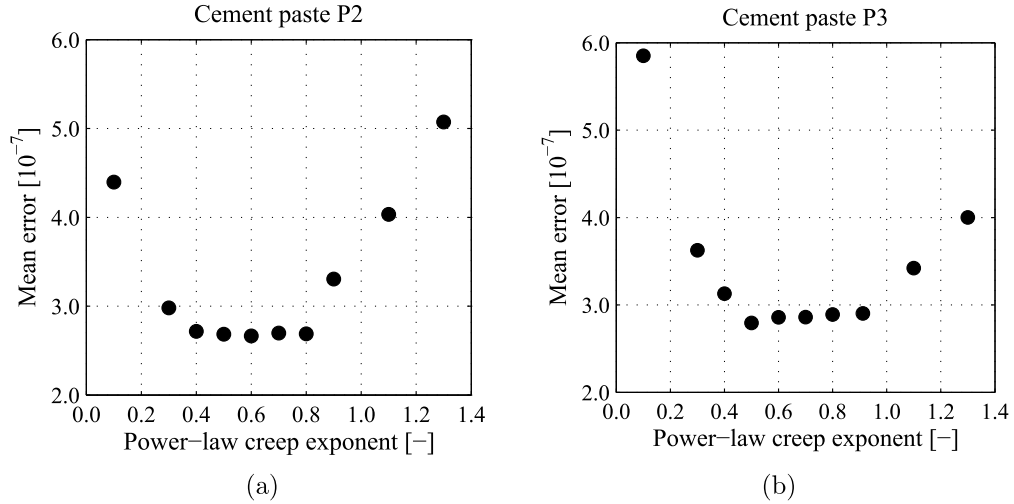 Cement paste P2
6.0
5.0
4.0
3.0
2.0
Mean error [10⁻⁷]
0.0 0.2 0.4 0.6 0.8 1.0 1.2 1.4
Power−law creep exponent [−]
(a)
Cement paste P3
6.0
5.0
4.0
3.0
2.0
Mean error [10⁻⁷]
0.0 0.2 0.4 0.6 0.8 1.0 1.2 1.4
Power−law creep exponent [−]
(b)